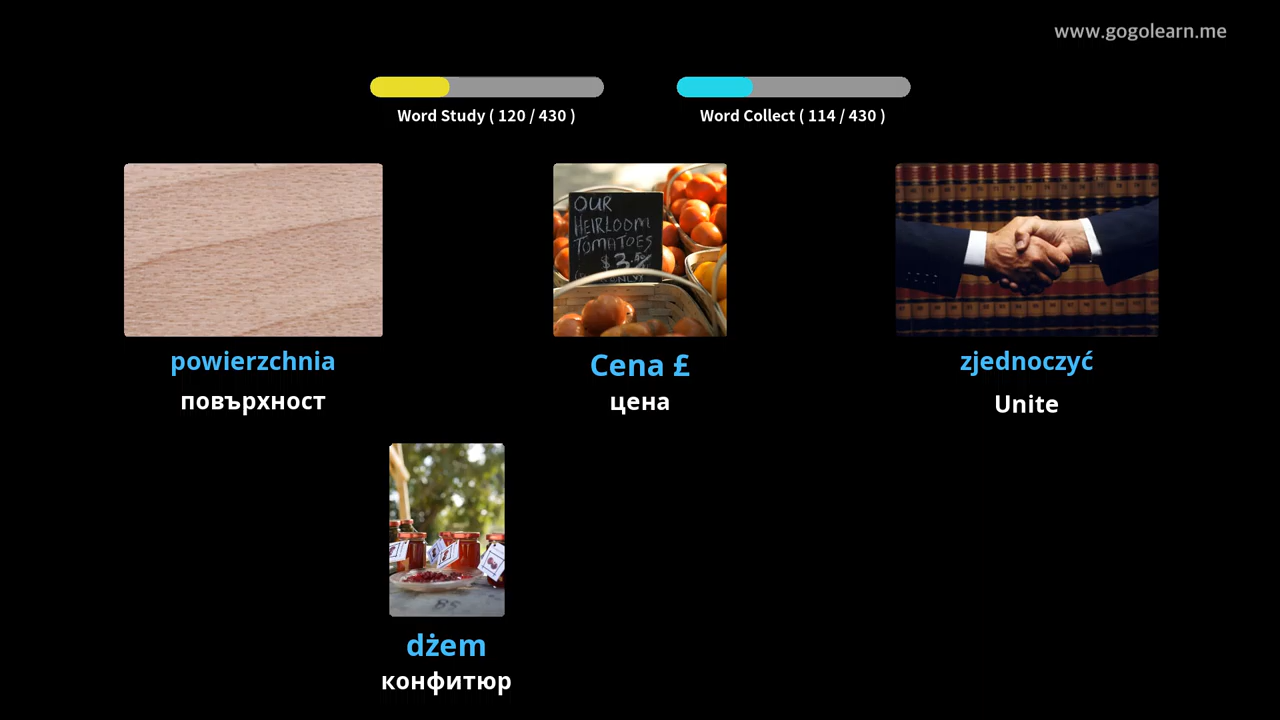 www.gogolearn.me
Word Study ( 120 / 430 )
Word Collect ( 114 / 430 )
OUR
HEIRLOOM
TOMATOES
powierzchnia
Cena £
zjednoczyć
повърхност
цена
Unite
dżem
конфитюр